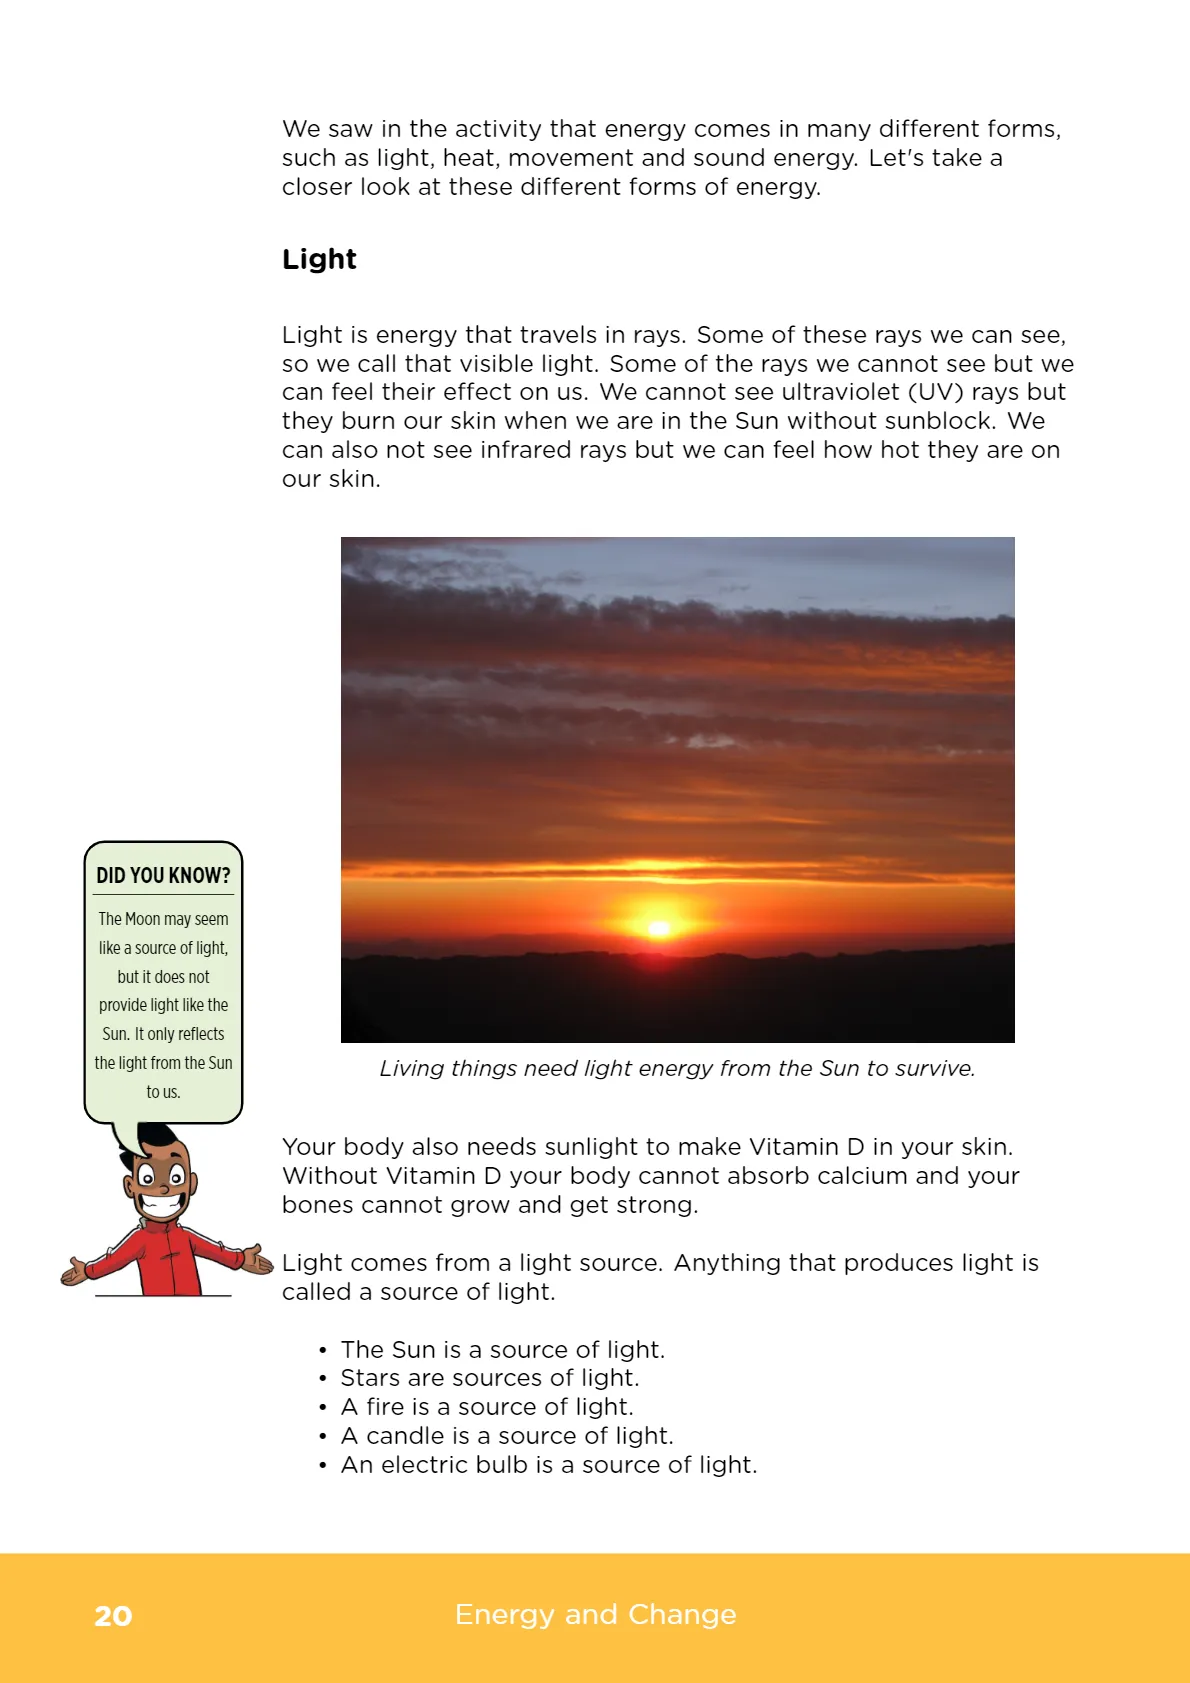 We saw in the activity that energy comes in many different forms,
such as light, heat, movement and sound energy. Let's take a
closer look at these different forms of energy.
Light
Light is energy that travels in rays. Some of these rays we can see,
so we call that visible light. Some of the rays we cannot see but we
can feel their effect on us. We cannot see ultraviolet (UV) rays but
they burn our skin when we are in the Sun without sunblock. We
can also not see infrared rays but we can feel how hot they are on
our skin.
Living things need light energy from the Sun to survive.
DID YOU KNOW?
The Moon may seem
like a source of light,
but it does not
provide light like the
Sun. It only reflects
the light from the Sun
to us.
Your body also needs sunlight to make Vitamin D in your skin.
Without Vitamin D your body cannot absorb calcium and your
bones cannot grow and get strong.
Light comes from a light source. Anything that produces light is
called a source of light.
• The Sun is a source of light.
• Stars are sources of light.
• A fire is a source of light.
• A candle is a source of light.
• An electric bulb is a source of light.
20
Energy and Change